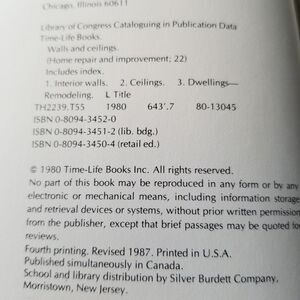 Chicago, Illinois 60611
Library of Congress Cataloguing in Publication Data
Time-Life Books.
Walls and ceilings.
(Home repair and improvement; 22)
Includes index.
1. Interior walls. 2. Ceilings. 3. Dwellings—
Remodeling. I. Title
TH2239.T55 1980 643'.7 80-13045
ISBN 0-8094-3452-0
ISBN 0-8094-3451-2 (lib. bdg.)
ISBN 0-8094-3450-4 (retail ed.)
© 1980 Time-Life Books Inc. All rights reserved.
No part of this book may be reproduced in any form or by any
electronic or mechanical means, including information storage
and retrieval devices or systems, without prior written permission
from the publisher, except that brief passages may be quoted for
reviews.
Fourth printing. Revised 1987. Printed in U.S.A.
Published simultaneously in Canada.
School and library distribution by Silver Burdett Company,
Morristown, New Jersey.